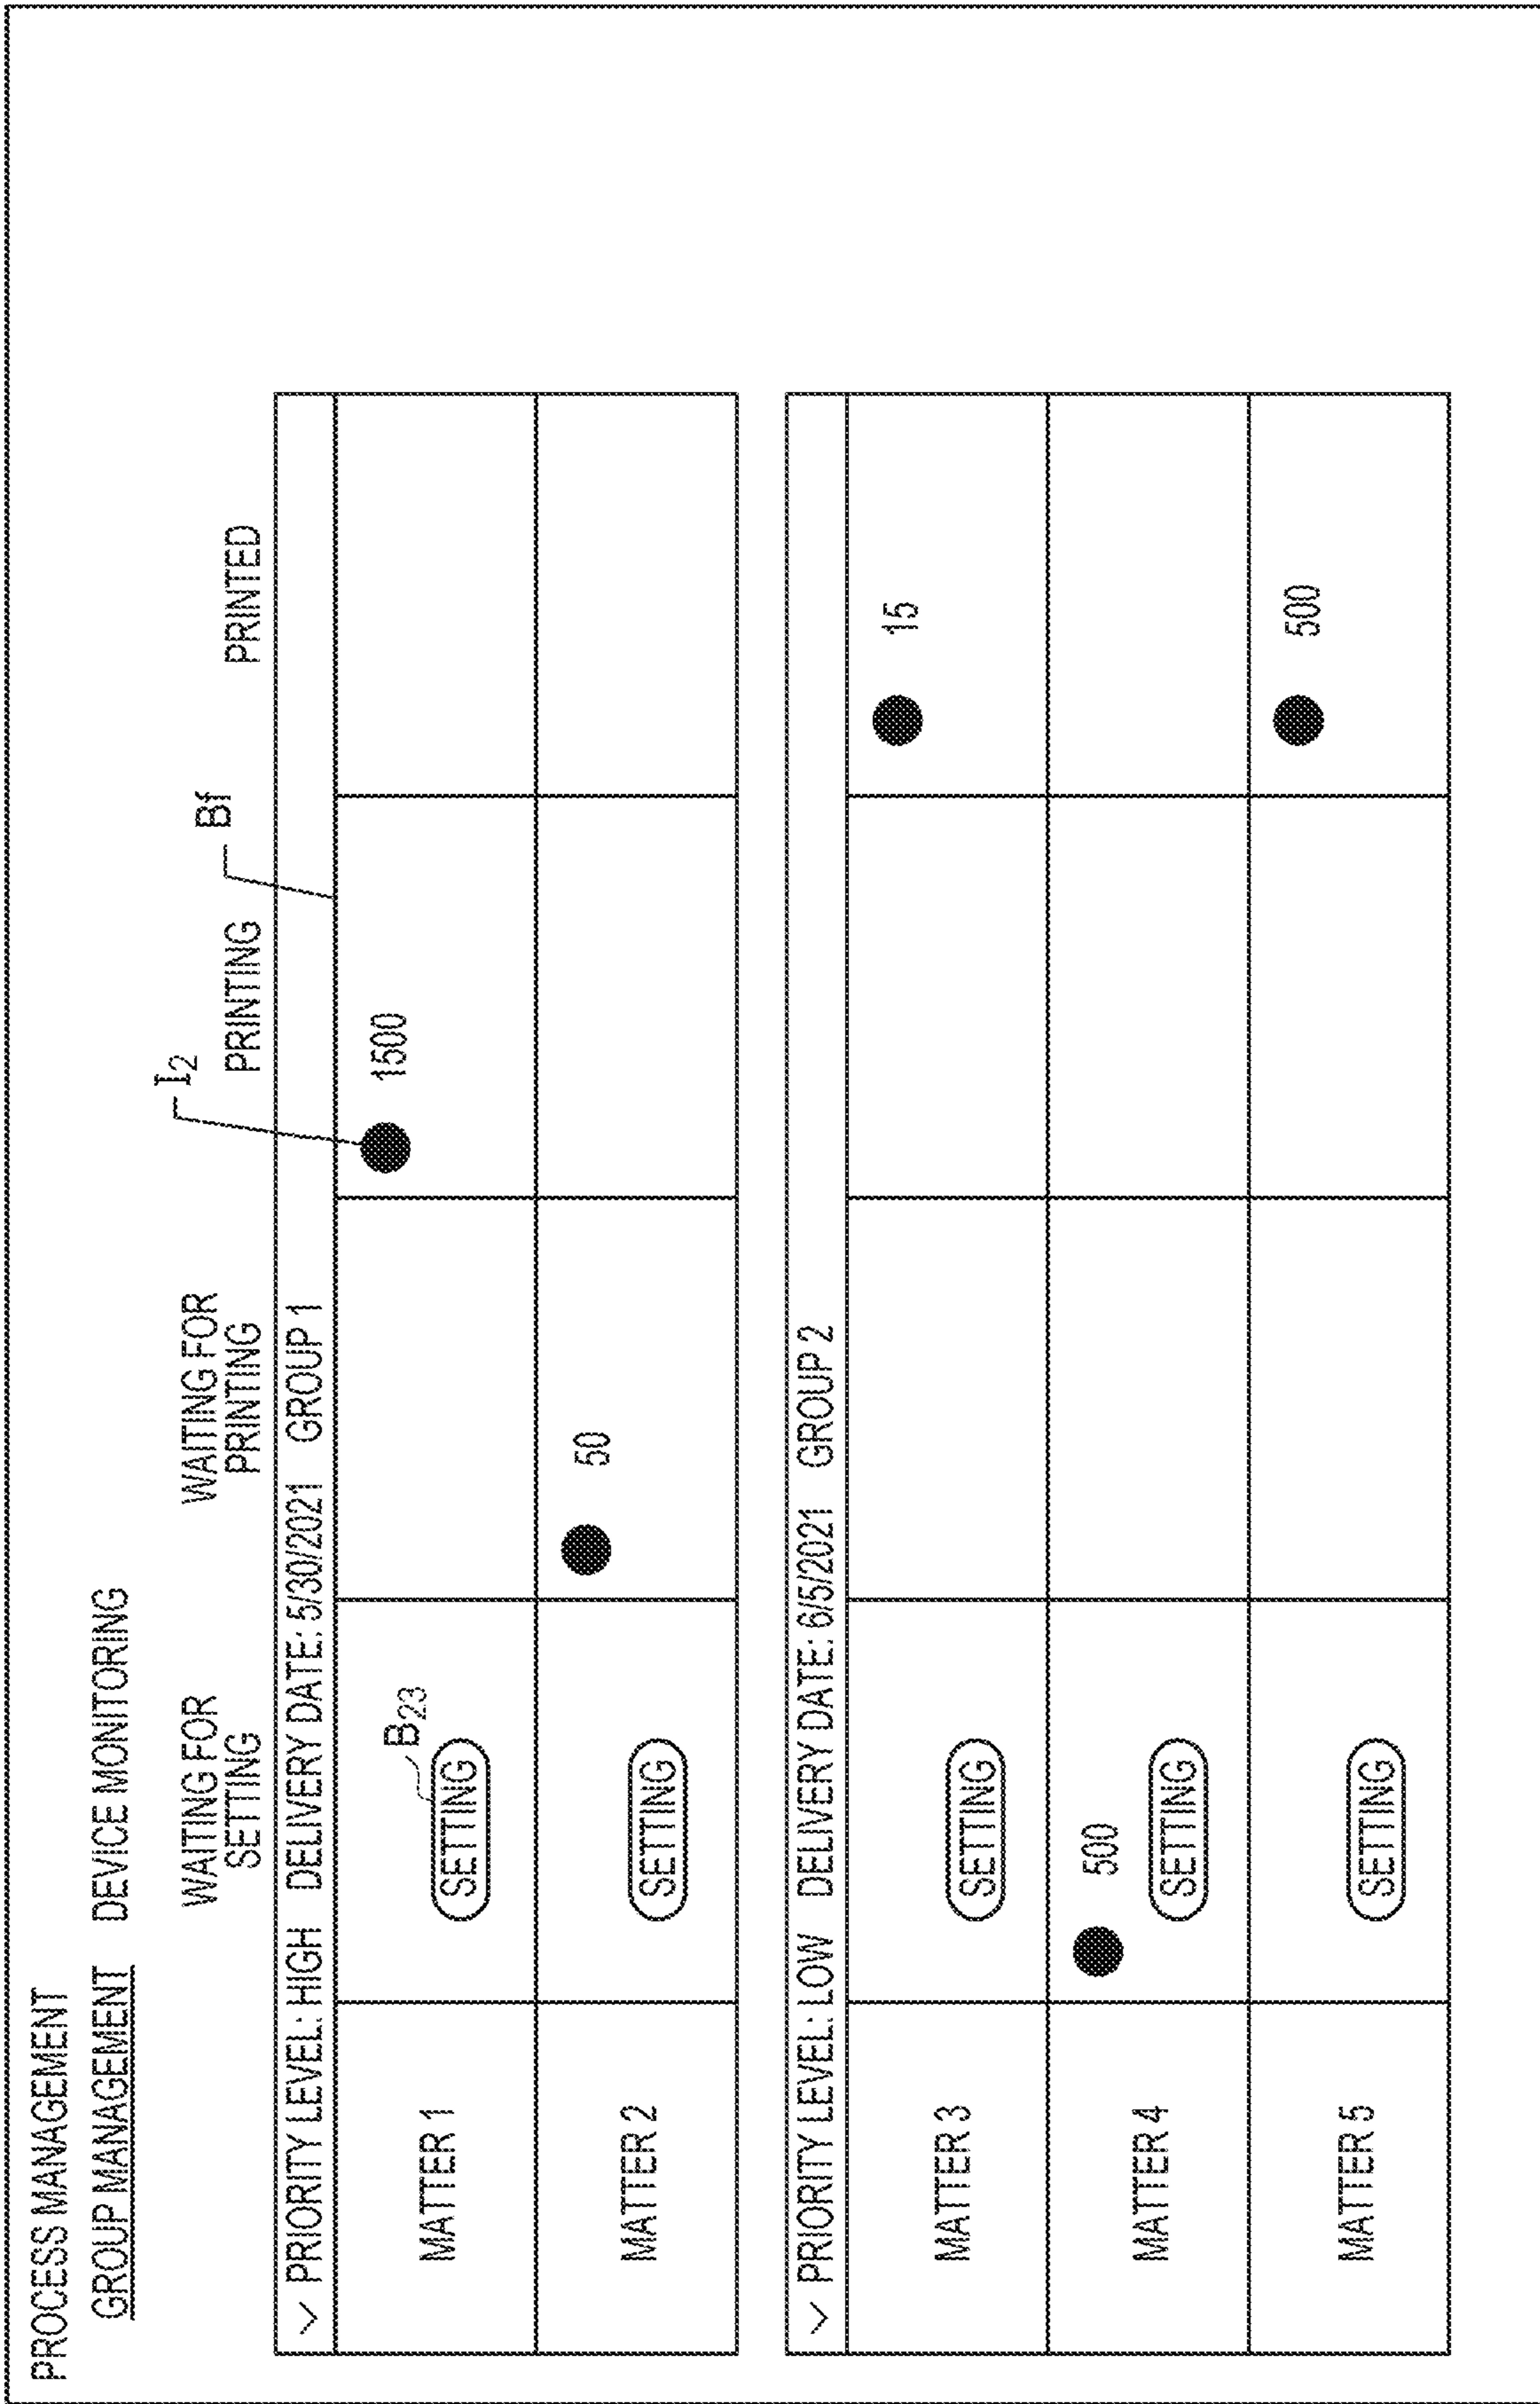 PROCESS MANAGEMENT
GROUP MANAGEMENT DEVICE MONITORING
WAITING FOR SETTING
WAITING FOR PRINTING
PRINTING
PRINTED
I2
Bf
PRIORITY LEVEL: HIGH DELIVERY DATE: 5/30/2021 GROUP 1
MATTER 1
B23
SETTING
1500
MATTER 2
SETTING
50
PRIORITY LEVEL: LOW DELIVERY DATE: 6/5/2021 GROUP 2
MATTER 3
SETTING
15
MATTER 4
500
SETTING
MATTER 5
SETTING
500